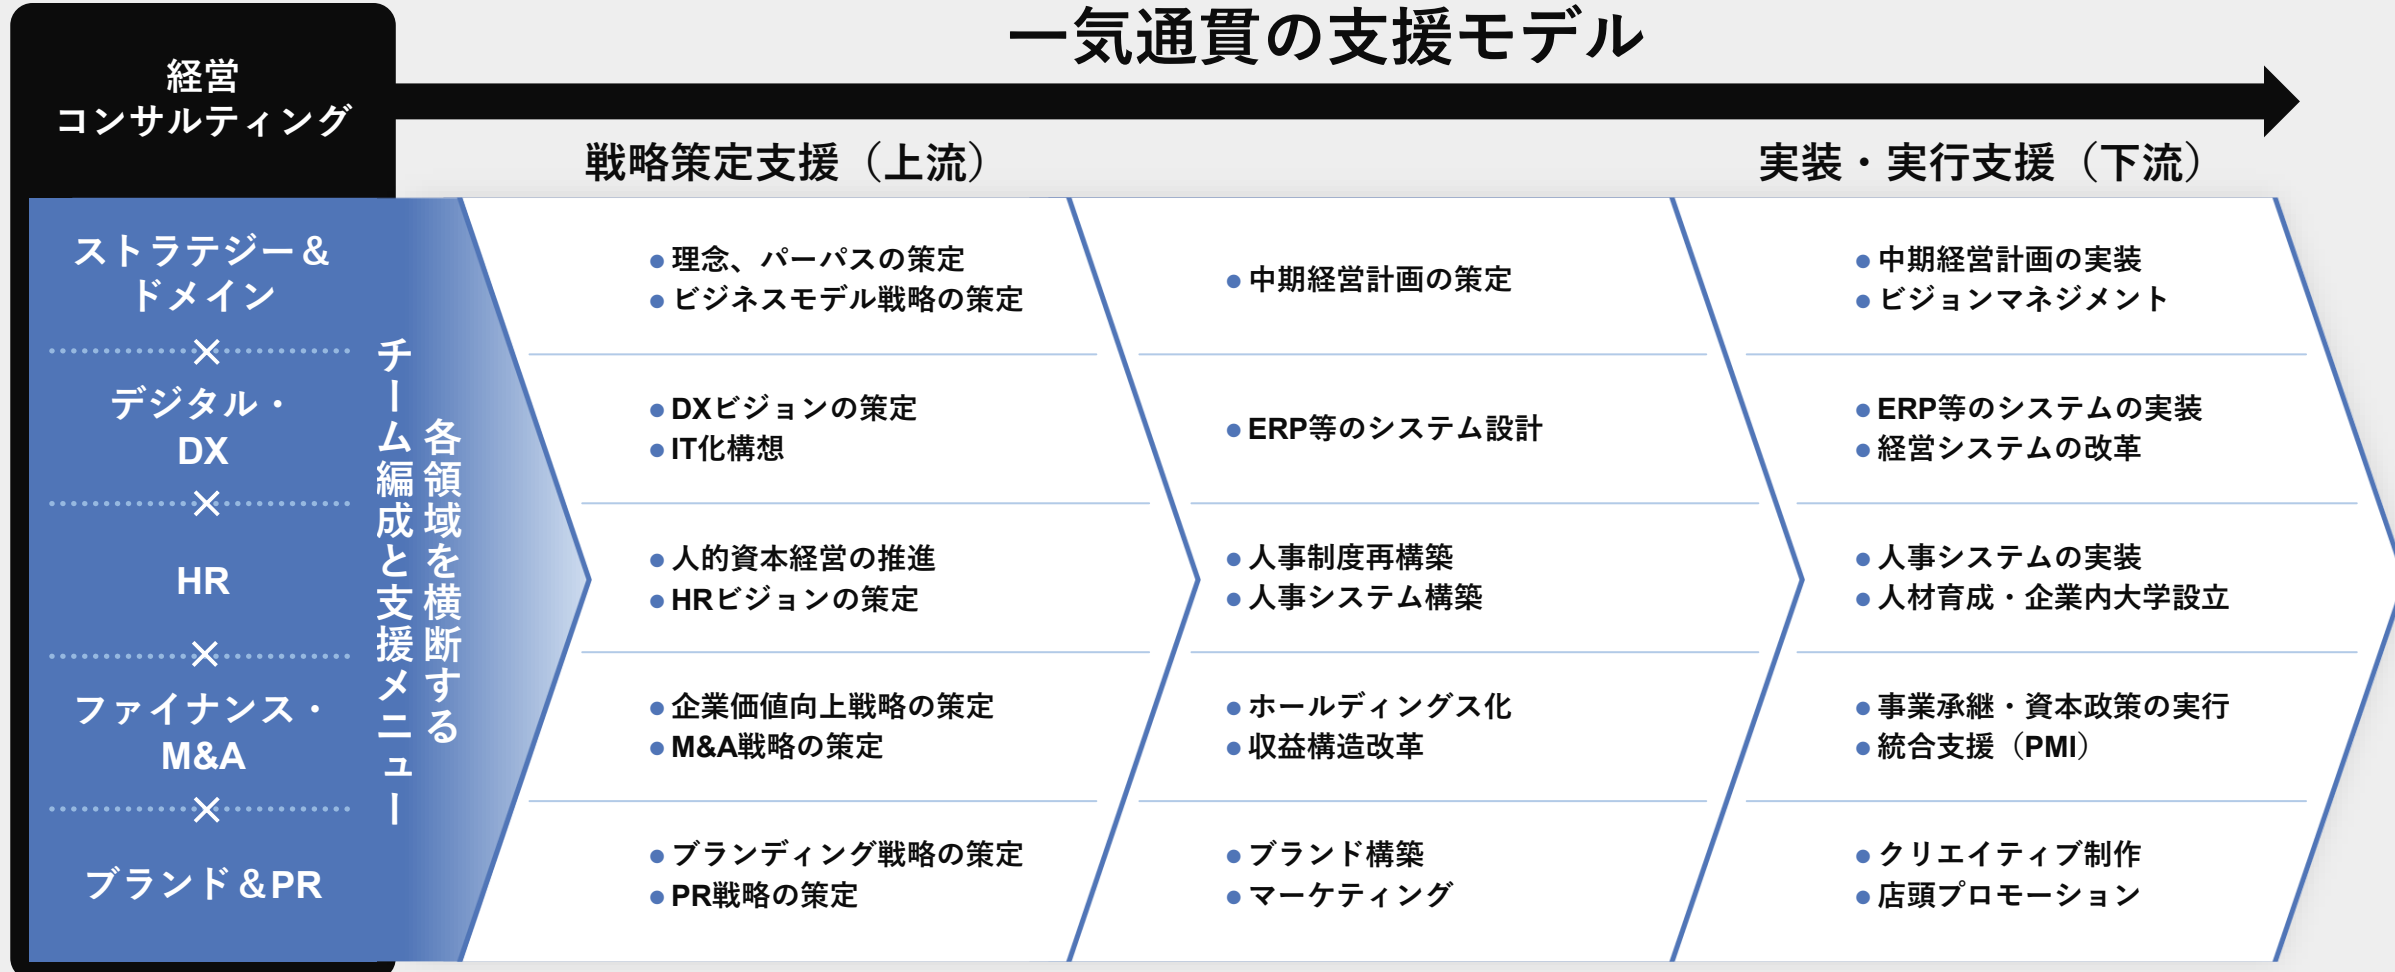 一気通貫の支援モデル
経営
コンサルティング
戦略策定支援（上流）
実装・実行支援（下流）
各領域を横断する
チーム編成と支援メニュー
ストラテジー＆
ドメイン
●理念、パーパスの策定
●ビジネスモデル戦略の策定
●中期経営計画の策定
●中期経営計画の実装
●ビジョンマネジメント
×
デジタル・
DX
●DXビジョンの策定
●IT化構想
●ERP等のシステム設計
●ERP等のシステムの実装
●経営システムの改革
×
HR
●人的資本経営の推進
●HRビジョンの策定
●人事制度再構築
●人事システム構築
●人事システムの実装
●人材育成・企業内大学設立
×
ファイナンス・
M&A
●企業価値向上戦略の策定
●M&A戦略の策定
●ホールディングス化
●収益構造改革
●事業承継・資本政策の実行
●統合支援（PMI）
×
ブランド＆PR
●ブランディング戦略の策定
●PR戦略の策定
●ブランド構築
●マーケティング
●クリエイティブ制作
●店頭プロモーション